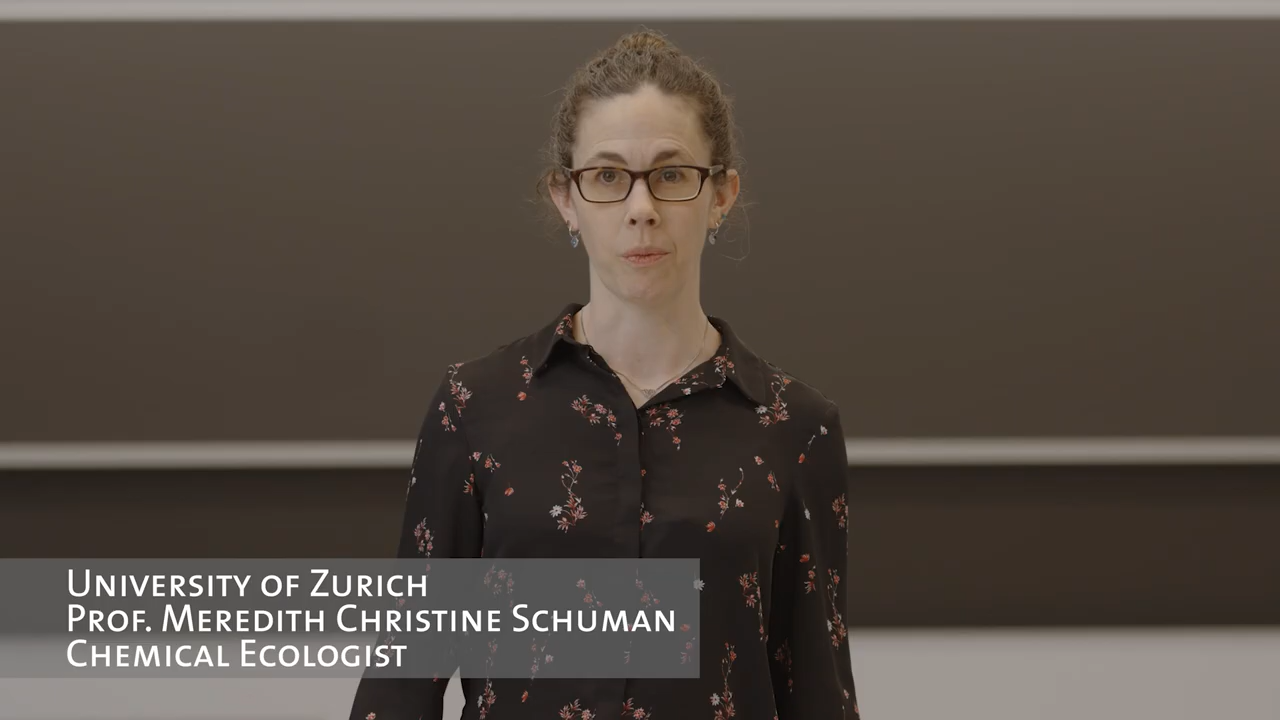 University of Zurich
Prof. Meredith Christine Schuman
Chemical Ecologist